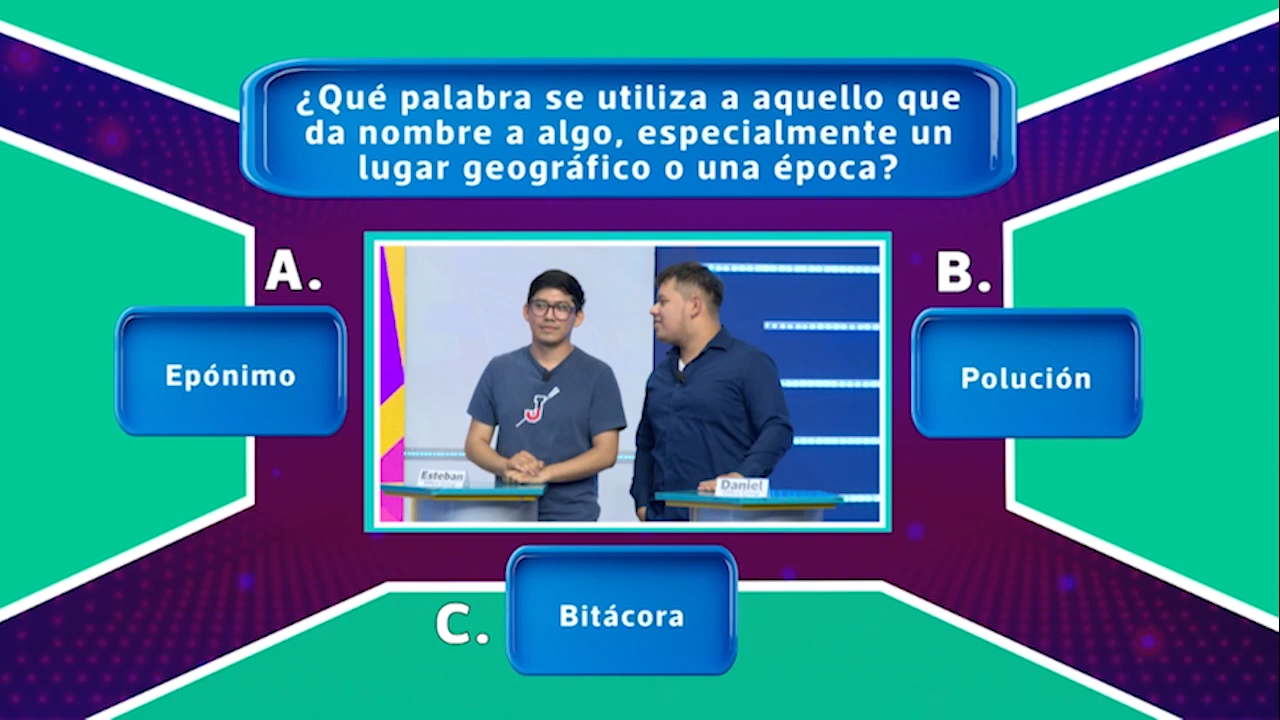 ¿Qué palabra se utiliza a aquello que
da nombre a algo, especialmente un
lugar geográfico o una época?
A.
Epónimo
B.
Polución
J
Esteban
Daniel
C.
Bitácora